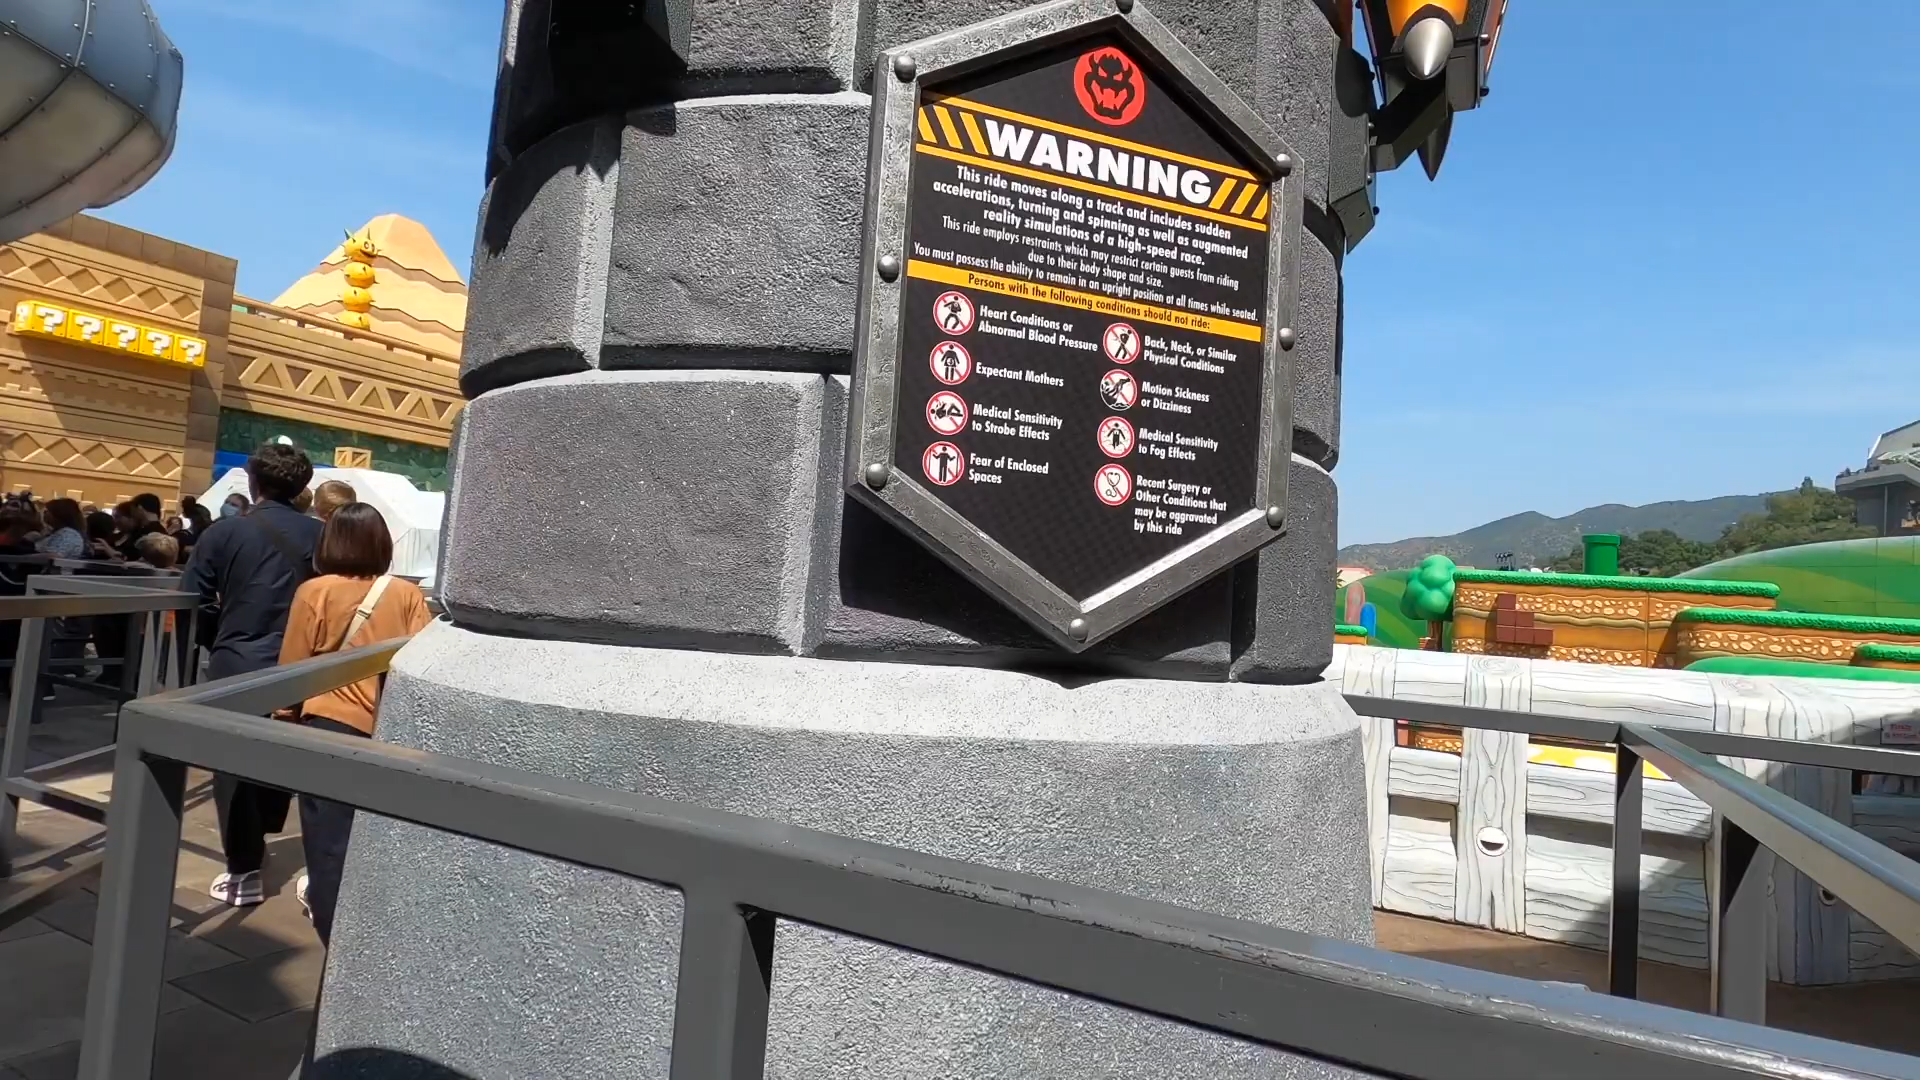 WARNING
This ride moves along a track and includes sudden
accelerations, turning and spinning as well as augmented
reality simulations of a high-speed race.
This ride employs restraints which may restrict certain guests from riding
due to their body shape and size.
You must possess the ability to remain in an upright position at all times while seated.
Persons with the following conditions should not ride:
Heart Conditions or
Abnormal Blood Pressure
Expectant Mothers
Medical Sensitivity
to Strobe Effects
Fear of Enclosed
Spaces
Back, Neck, or Similar
Physical Conditions
Motion Sickness
or Dizziness
Medical Sensitivity
to Fog Effects
Recent Surgery or
Other Conditions that
may be aggravated
by this ride
? ? ? ? ?